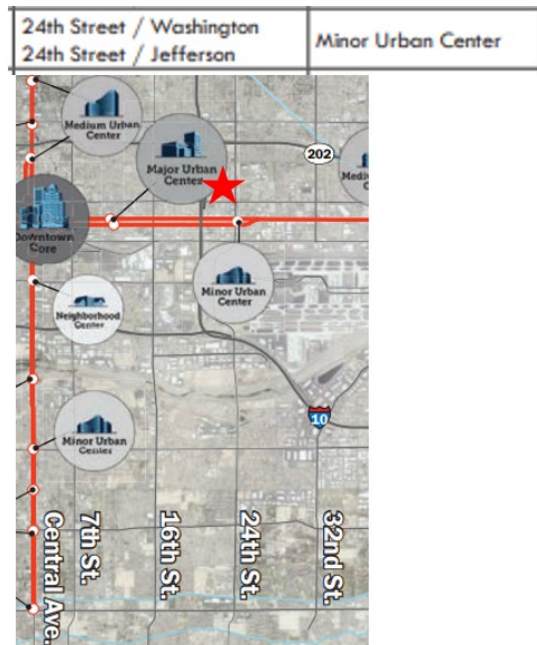 24th Street / Washington
24th Street / Jefferson
Minor Urban Center
Medium Urban
Center
Major Urban
Center
202
Downtown
Core
Minor Urban
Center
Neighborhood
Center
10
Minor Urban
Center
Central Ave.
7th St.
16th St.
24th St.
32nd St.